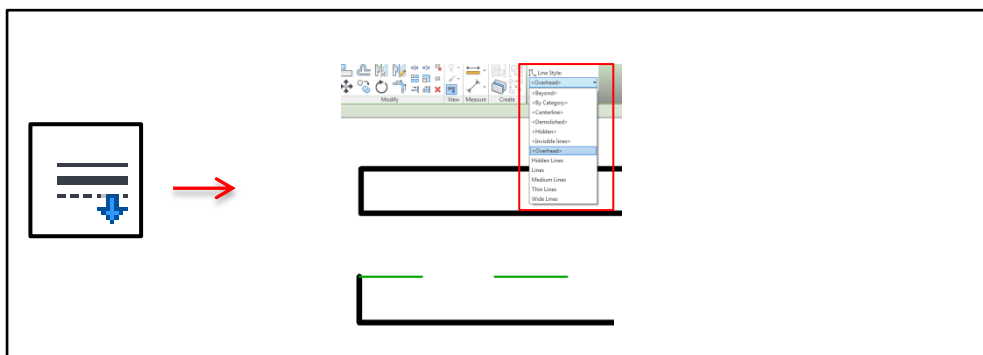 Line Style:
<Overhead>
Modify
View
Measure
Create
<Beyond>
<By Category>
<Centerline>
<Demolished>
<Hidden>
<Invisible lines>
<Overhead>
Hidden Lines
Lines
Medium Lines
Thin Lines
Wide Lines